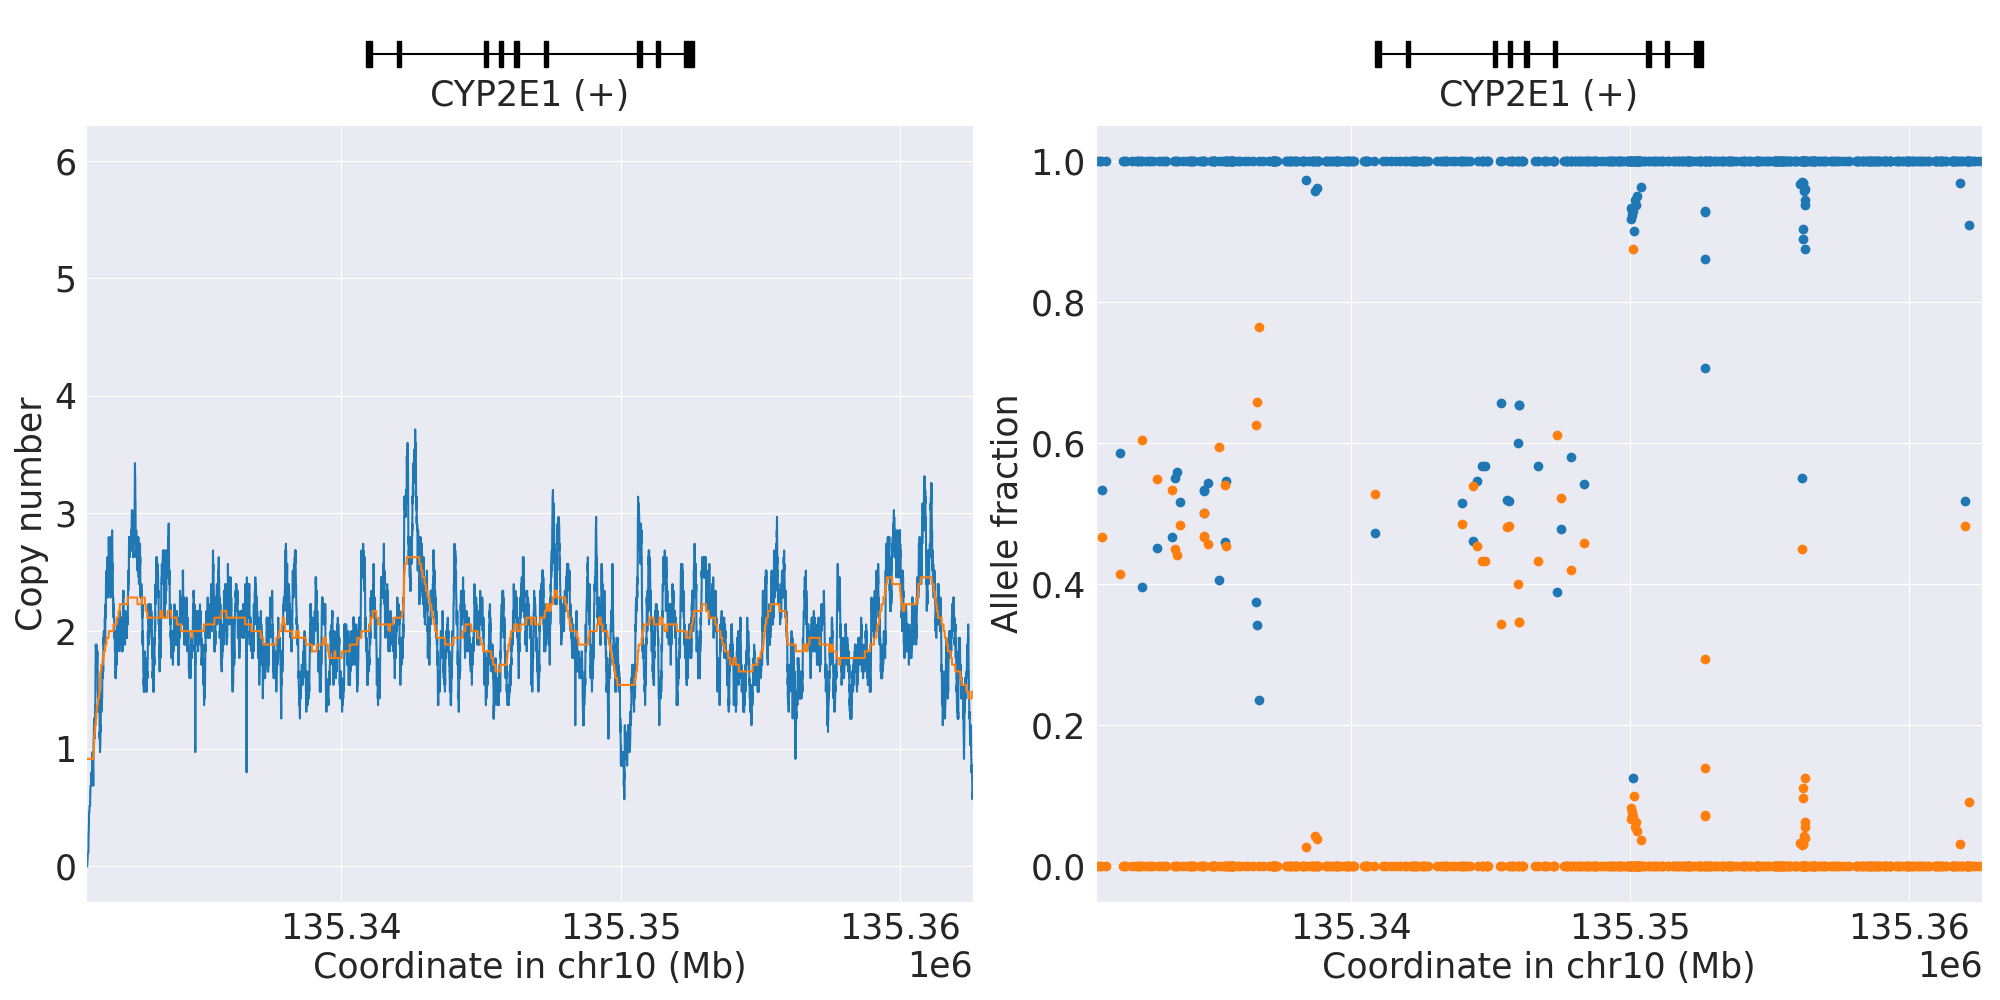 CYP2E1 (+)
Copy number
6
5
4
3
2
1
0
135.34 135.35 135.36
Coordinate in chr10 (Mb)
1e6
CYP2E1 (+)
Allele fraction
1.0
0.8
0.6
0.4
0.2
0.0
135.34 135.35 135.36
Coordinate in chr10 (Mb)
1e6